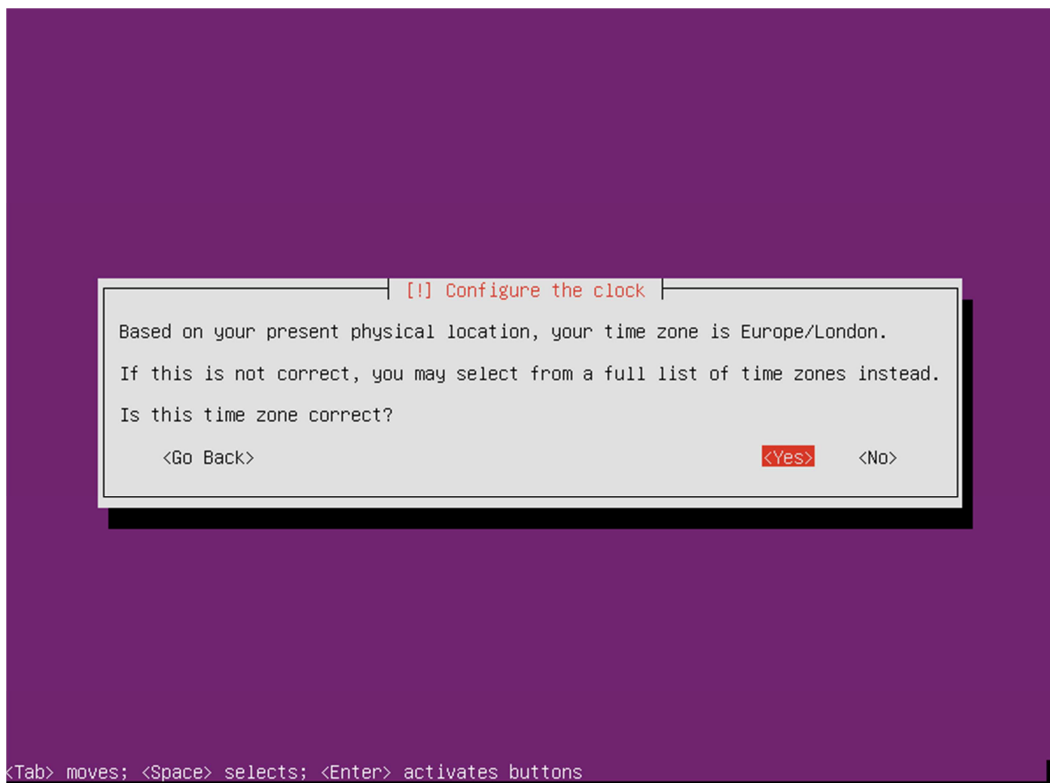 [!] Configure the clock
Based on your present physical location, your time zone is Europe/London.
If this is not correct, you may select from a full list of time zones instead.
Is this time zone correct?
<Go Back> <Yes> <No>
<Tab> moves; <Space> selects; <Enter> activates buttons